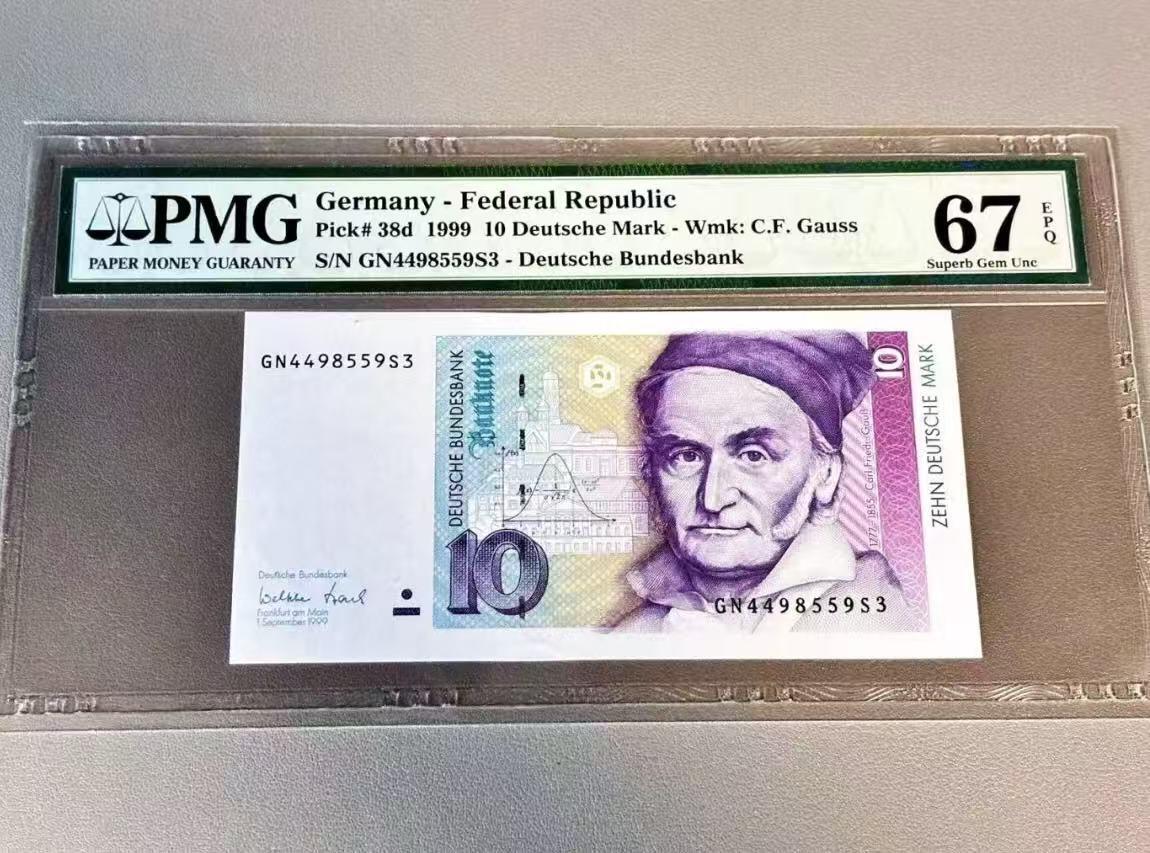 PMG
PAPER MONEY GUARANTY
Germany - Federal Republic
Pick# 38d 1999 10 Deutsche Mark - Wmk: C.F. Gauss
S/N GN4498559S3 - Deutsche Bundesbank
67
EPQ
Superb Gem Unc
GN4498559S3
DEUTSCHE BUNDESBANK
Banknote
10
10
ZEHN DEUTSCHE MARK
1777–1855 Carl Friedr. Gauß
Deutsche Bundesbank
Frankfurt am Main
1. September 1999
GN4498559S3